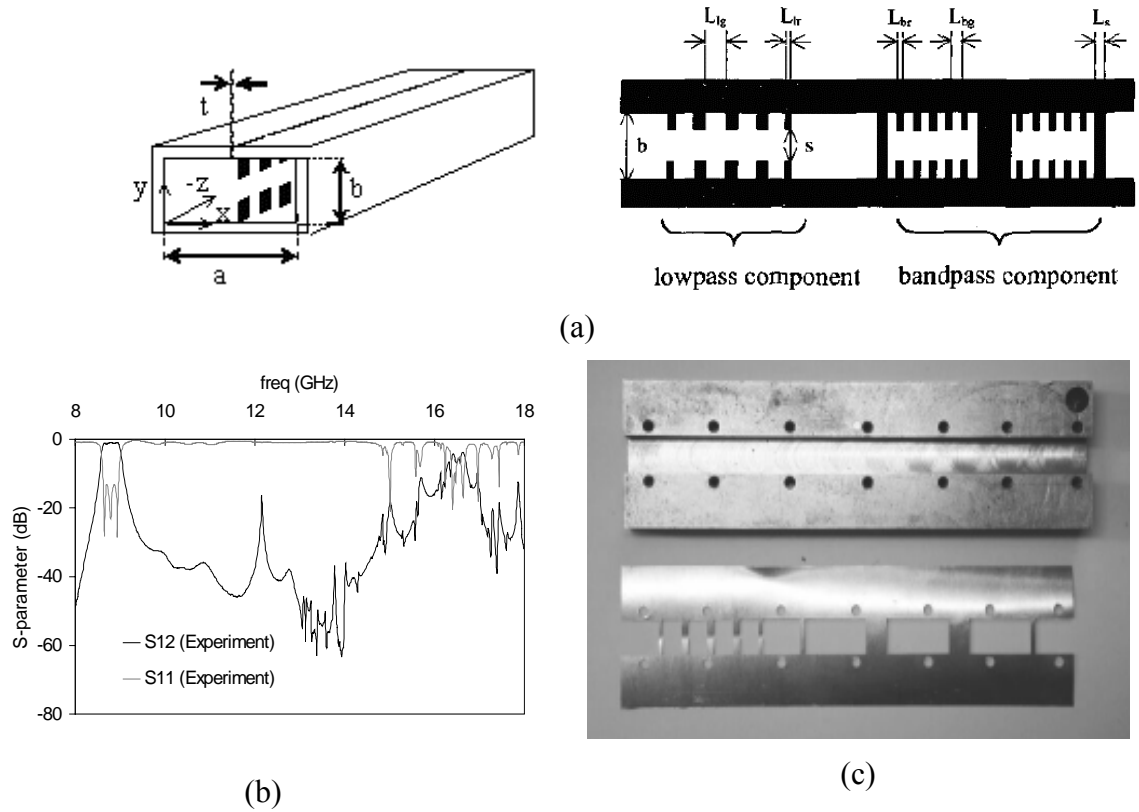 t
y
-z
x
b
a
L_lg L_lr L_br L_bg L_s
b
s
lowpass component bandpass component
(a)
freq (GHz)
8 10 12 14 16 18
0
-20
-40
-60
-80
S-parameter (dB)
S12 (Experiment)
S11 (Experiment)
(b)
(c)